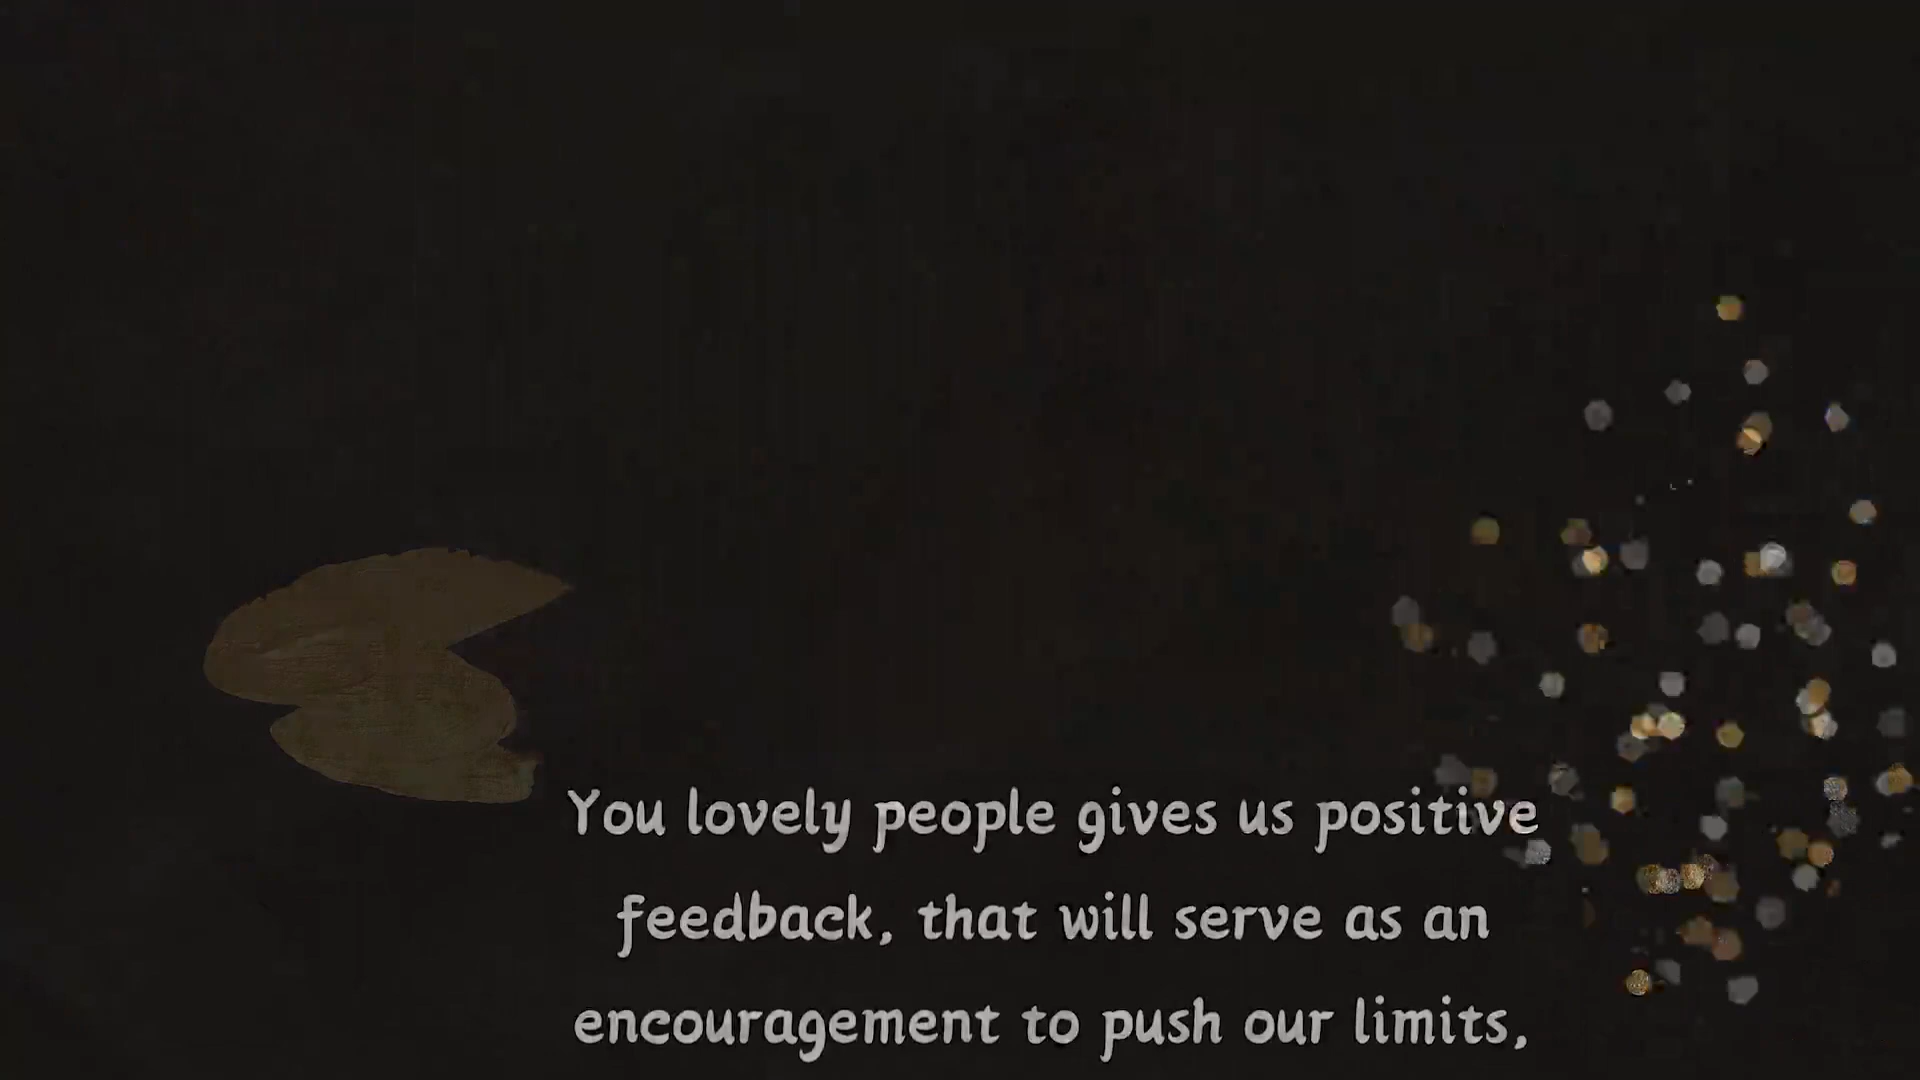 You lovely people gives us positive
feedback, that will serve as an
encouragement to push our limits,